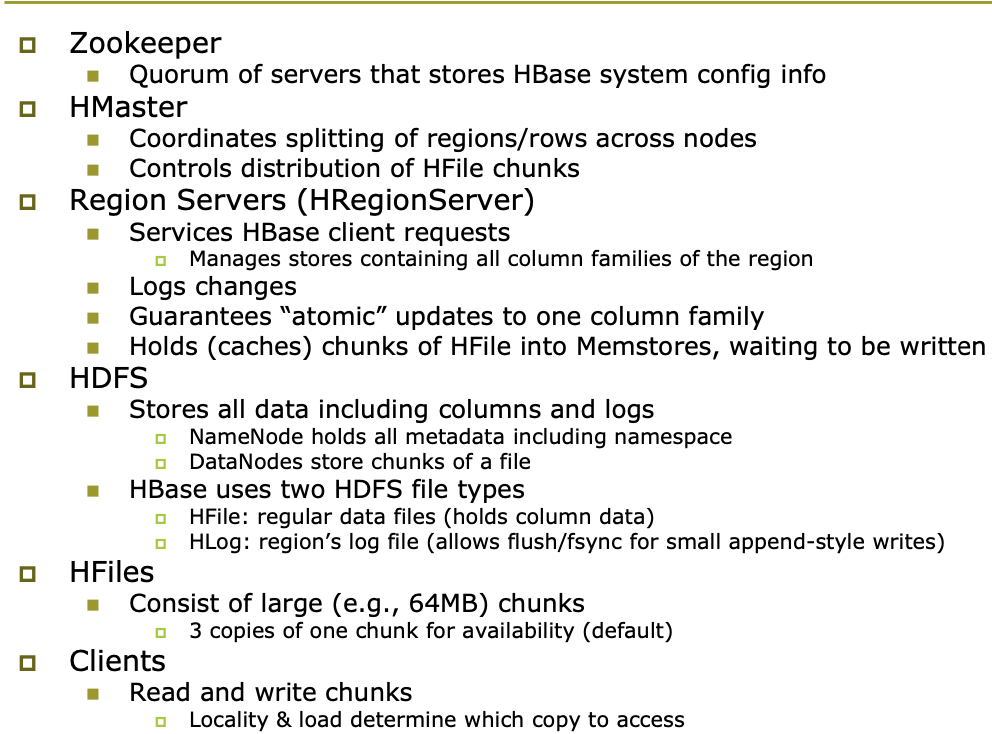 Zookeeper
Quorum of servers that stores HBase system config info
HMaster
Coordinates splitting of regions/rows across nodes
Controls distribution of HFile chunks
Region Servers (HRegionServer)
Services HBase client requests
Manages stores containing all column families of the region
Logs changes
Guarantees “atomic” updates to one column family
Holds (caches) chunks of HFile into Memstores, waiting to be written
HDFS
Stores all data including columns and logs
NameNode holds all metadata including namespace
DataNodes store chunks of a file
HBase uses two HDFS file types
HFile: regular data files (holds column data)
HLog: region’s log file (allows flush/fsync for small append-style writes)
HFiles
Consist of large (e.g., 64MB) chunks
3 copies of one chunk for availability (default)
Clients
Read and write chunks
Locality & load determine which copy to access